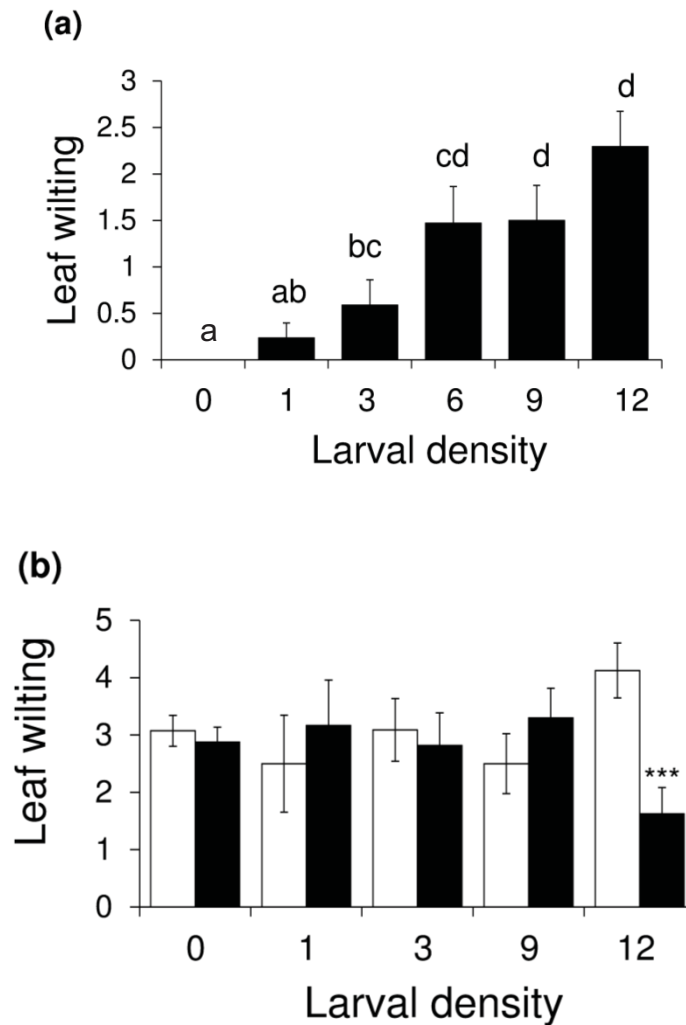 (a)
Leaf wilting
3
2.5
2
1.5
1
0.5
0
a
ab
bc
cd
d
d
0 1 3 6 9 12
Larval density
(b)
Leaf wilting
5
4
3
2
1
0
***
0 1 3 9 12
Larval density